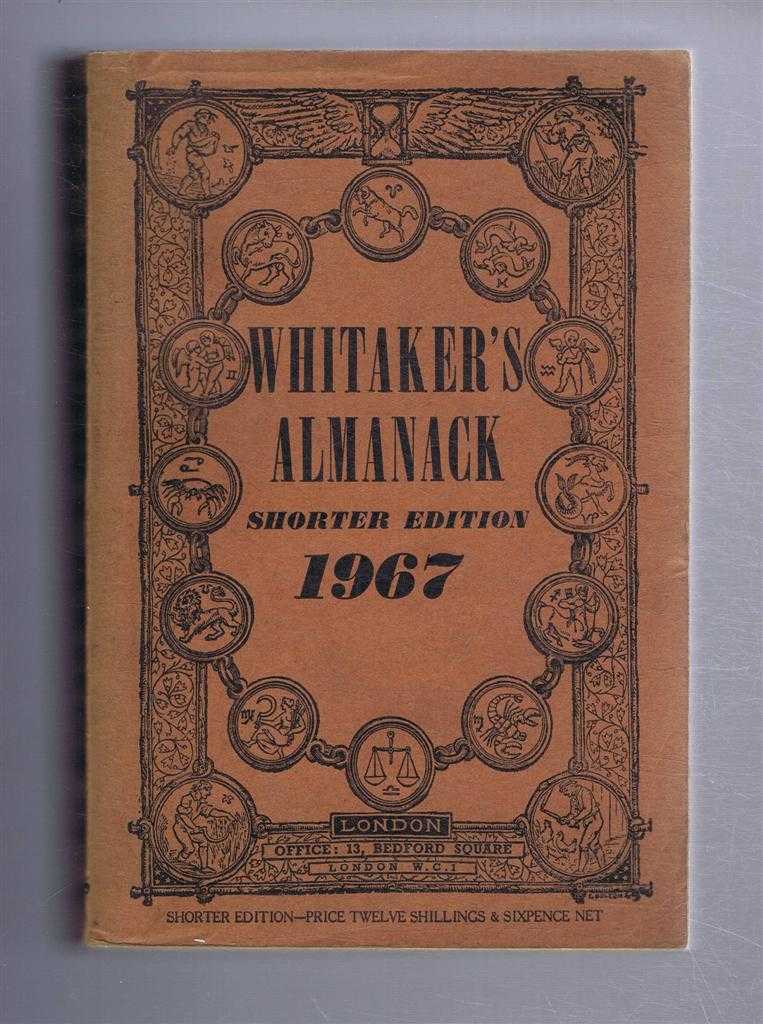 WHITAKER'S
ALMANACK
SHORTER EDITION
1967
LONDON
OFFICE: 13, BEDFORD SQUARE
LONDON W.C.1
SHORTER EDITION—PRICE TWELVE SHILLINGS & SIXPENCE NET